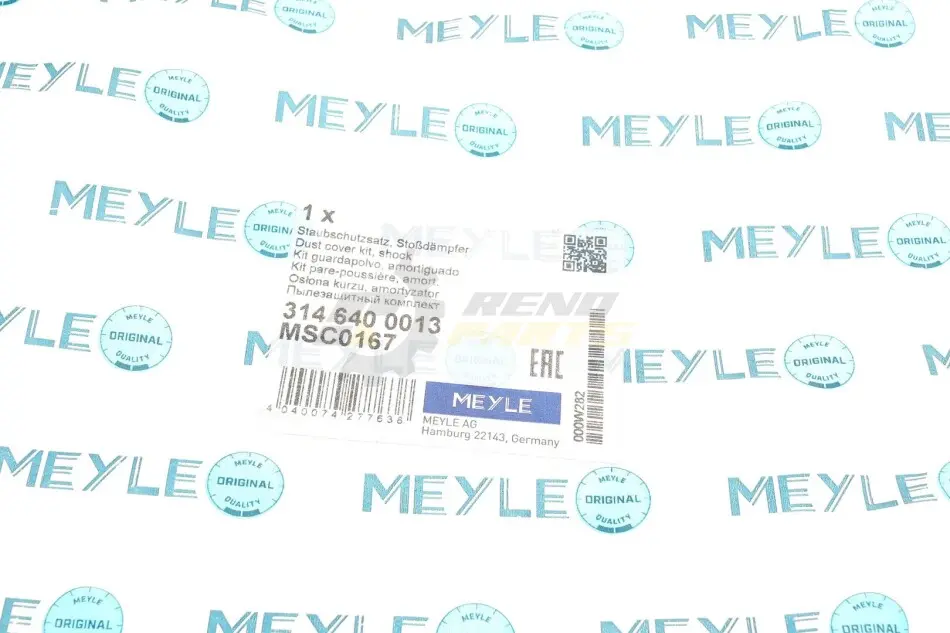 MEYLE
MEYLE ORIGINAL QUALITY
1 x
Staubschutzsatz, Stoßdämpfer
Dust cover kit, shock
Kit guardapolvo, amortiguado
Kit pare-poussière, amort.
Osłona kurzu, amortyzator
Пылезащитный комплект
314 640 0013
MSC0167
EAC
MEYLE
MEYLE AG
Hamburg 22143, Germany
4 040074 277636
000W282
RENO
PARTS